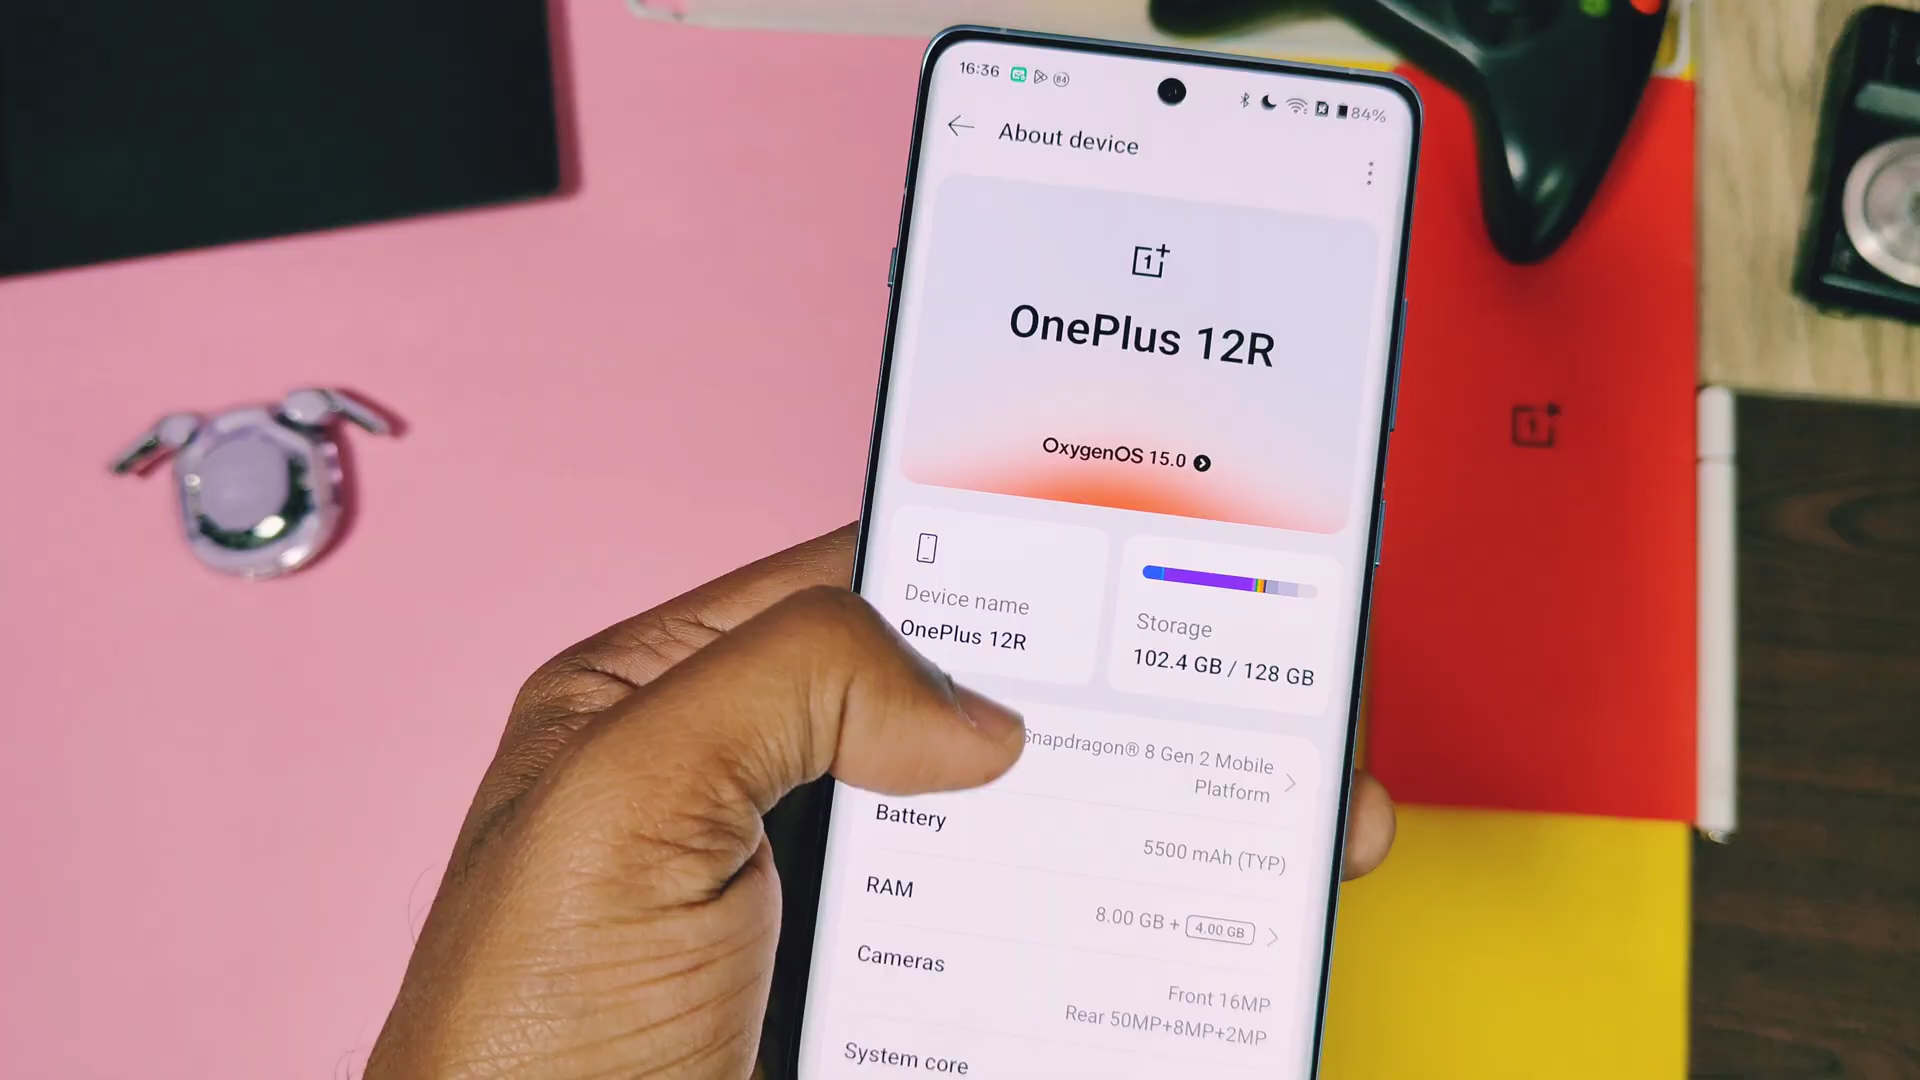 16:36
84
84%
About device
OnePlus 12R
OxygenOS 15.0
Device name
OnePlus 12R
Storage
102.4 GB / 128 GB
Snapdragon® 8 Gen 2 Mobile
Platform
Battery
5500 mAh (TYP)
RAM
8.00 GB + 4.00 GB
Cameras
Front 16MP
Rear 50MP+8MP+2MP
System core